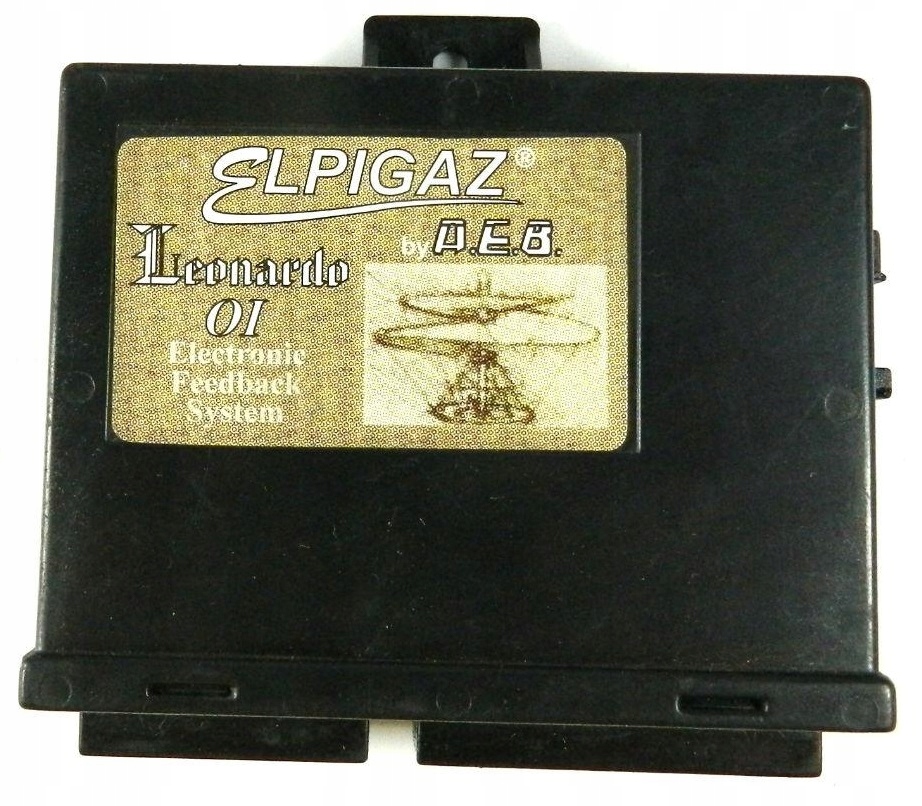 ELPIGAZ®
by A.E.B.
Leonardo
01
Electronic
Feedback
System